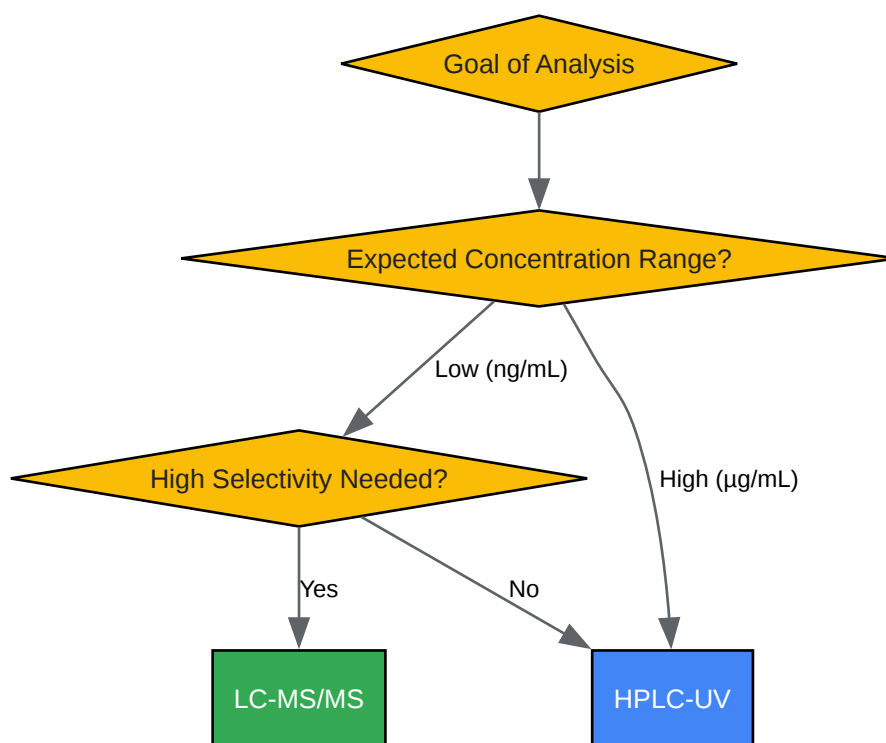 Goal of Analysis
Expected Concentration Range?
Low (ng/mL)
High Selectivity Needed?
High (µg/mL)
Yes
No
LC-MS/MS
HPLC-UV